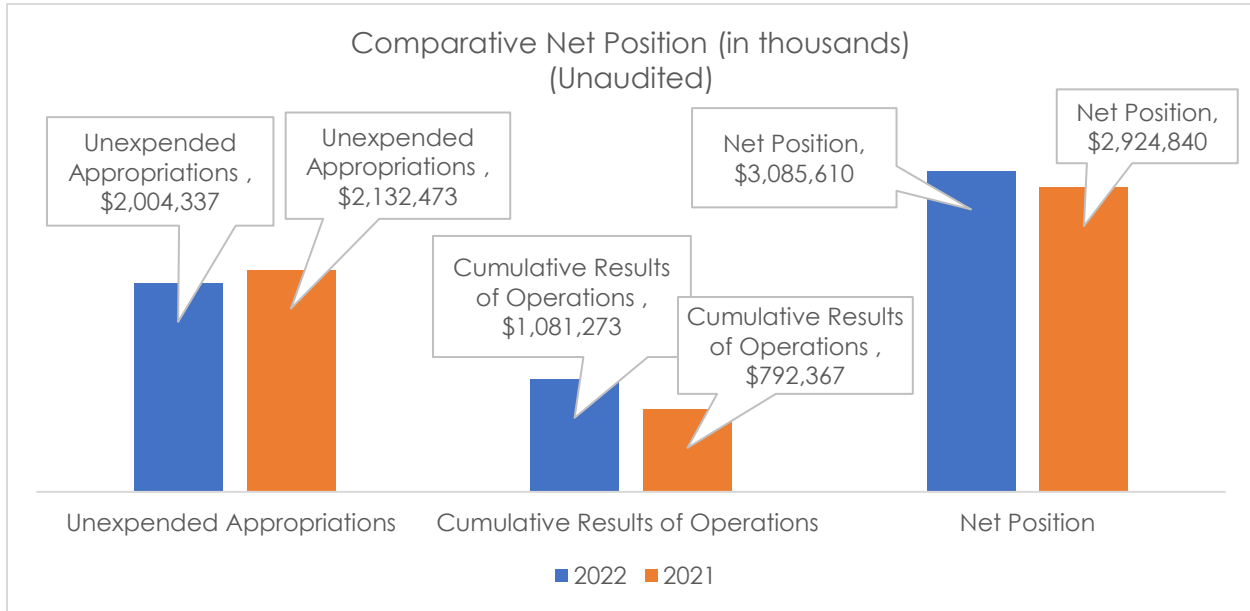 Comparative Net Position (in thousands)
(Unaudited)
Unexpended
Appropriations ,
$2,004,337
Unexpended
Appropriations ,
$2,132,473
Cumulative Results
of Operations ,
$1,081,273
Cumulative Results
of Operations ,
$792,367
Net Position,
$3,085,610
Net Position,
$2,924,840
Unexpended Appropriations
Cumulative Results of Operations
Net Position
2022
2021